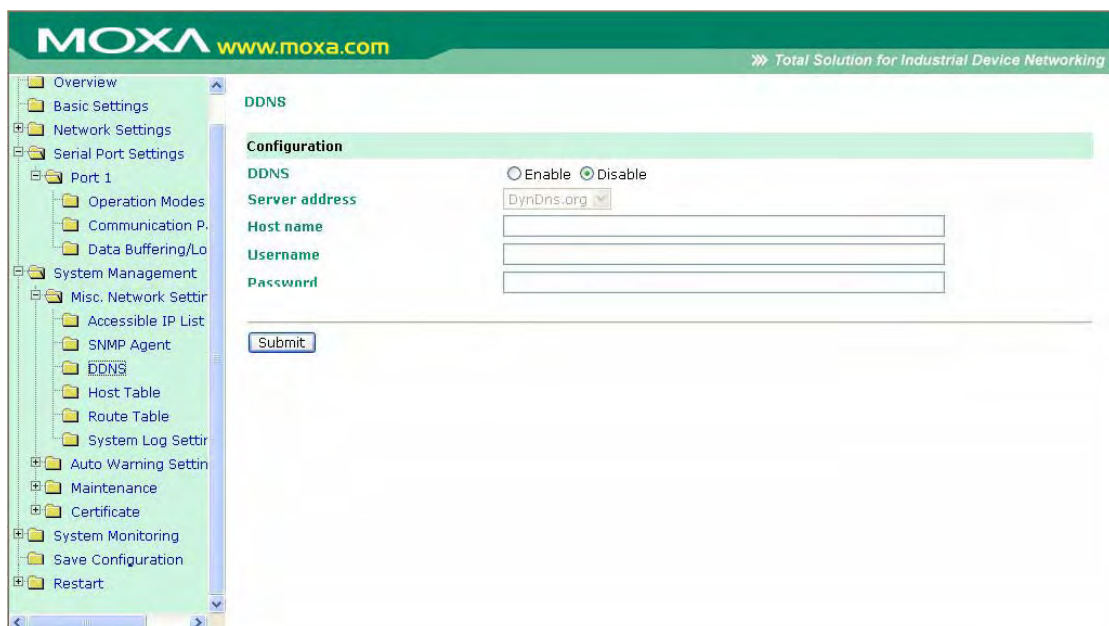 MOXA www.moxa.com
Total Solution for Industrial Device Networking
Overview
Basic Settings
Network Settings
Serial Port Settings
Port 1
Operation Modes
Communication P
Data Buffering/Lo
System Management
Misc. Network Settin
Accessible IP List
SNMP Agent
DDNS
Host Table
Route Table
System Log Settin
Auto Warning Settin
Maintenance
Certificate
System Monitoring
Save Configuration
Restart
DDNS
Configuration
DDNS Enable Disable
Server address DynDns.org
Host name
Username
Password
Submit